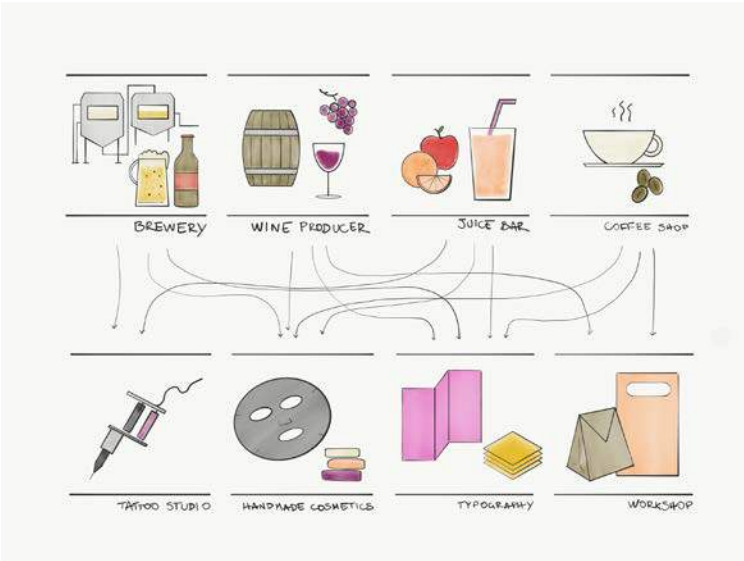 BREWERY
WINE PRODUCER
JUICE BAR
COFFEE SHOP
TATTOO STUDIO
HANDMADE COSMETICS
TYPOGRAPHY
WORKSHOP